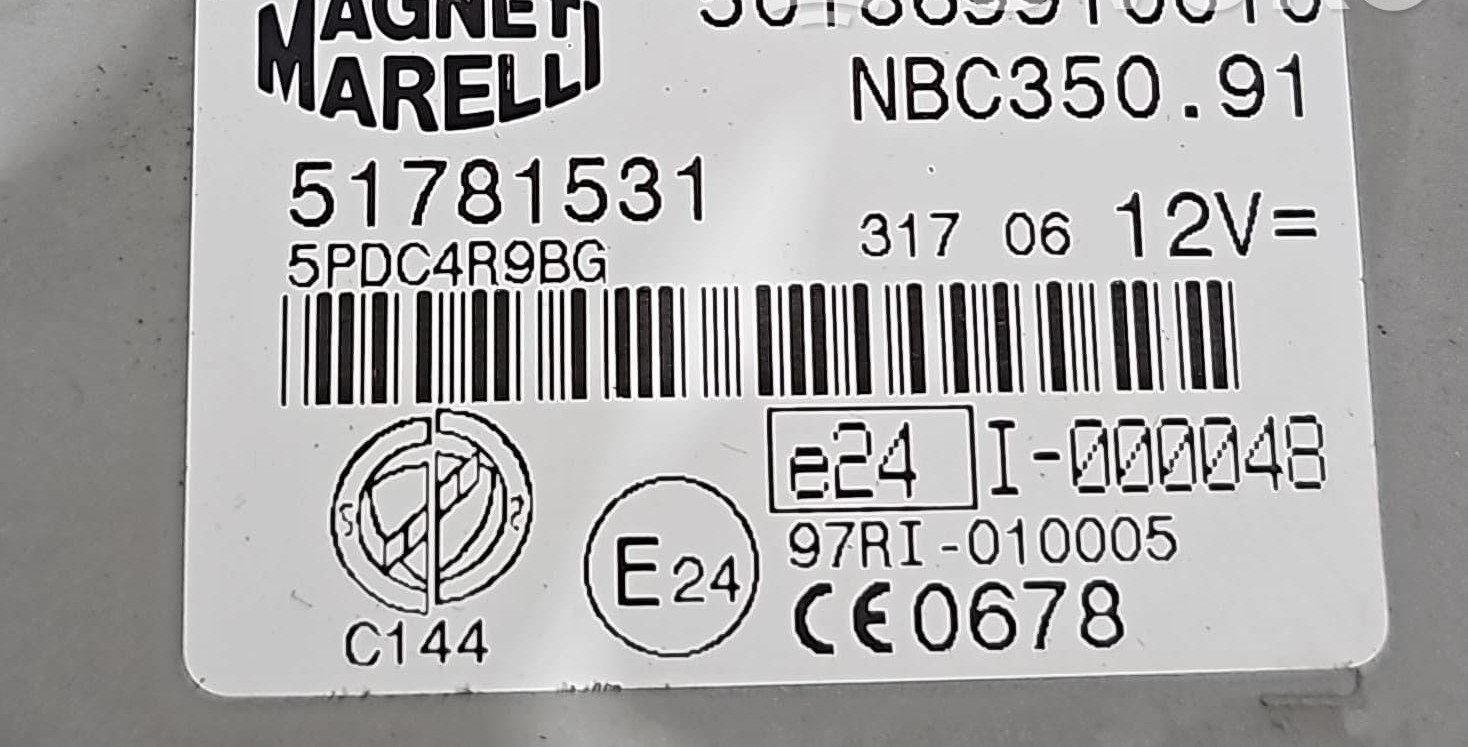 MAGNETI
MARELLI
NBC350.91
51781531
317 06 12V=
5PDC4R9BG
e24 I-000048
97RI-010005
E24
CE0678
C144